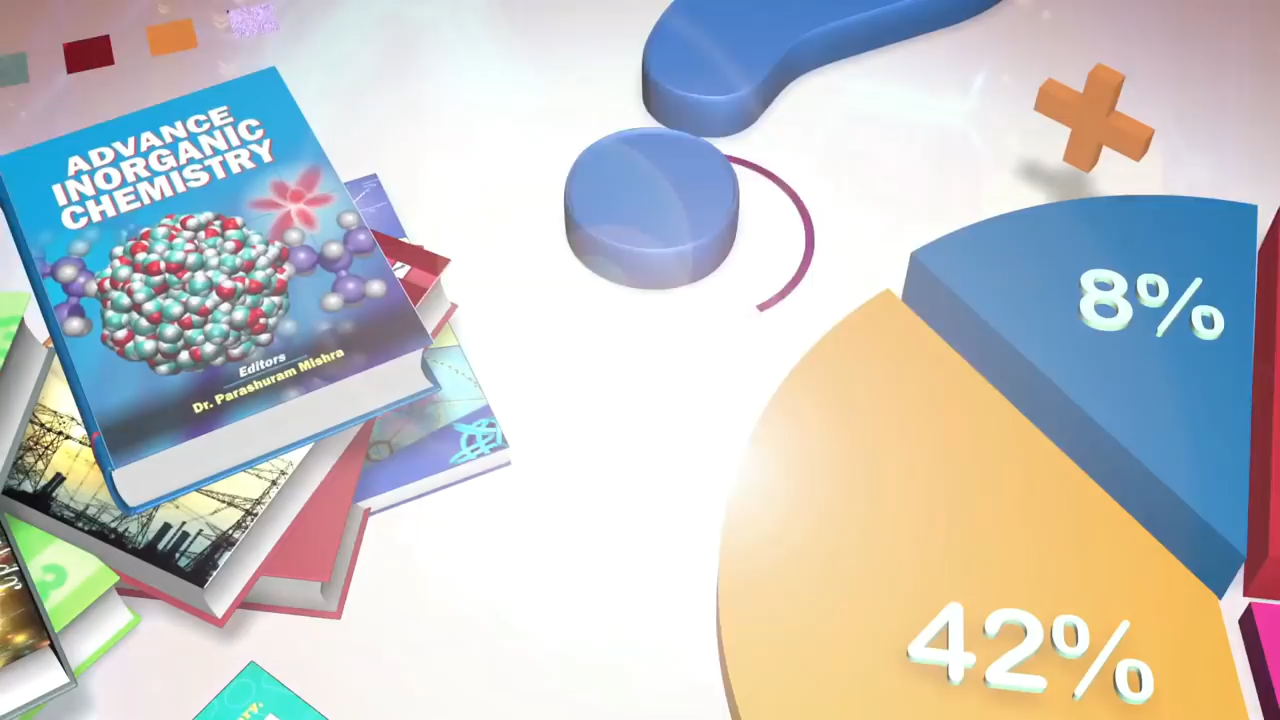 ADVANCE
INORGANIC
CHEMISTRY
Editors
Dr. Parashuram Mishra
8%
42%